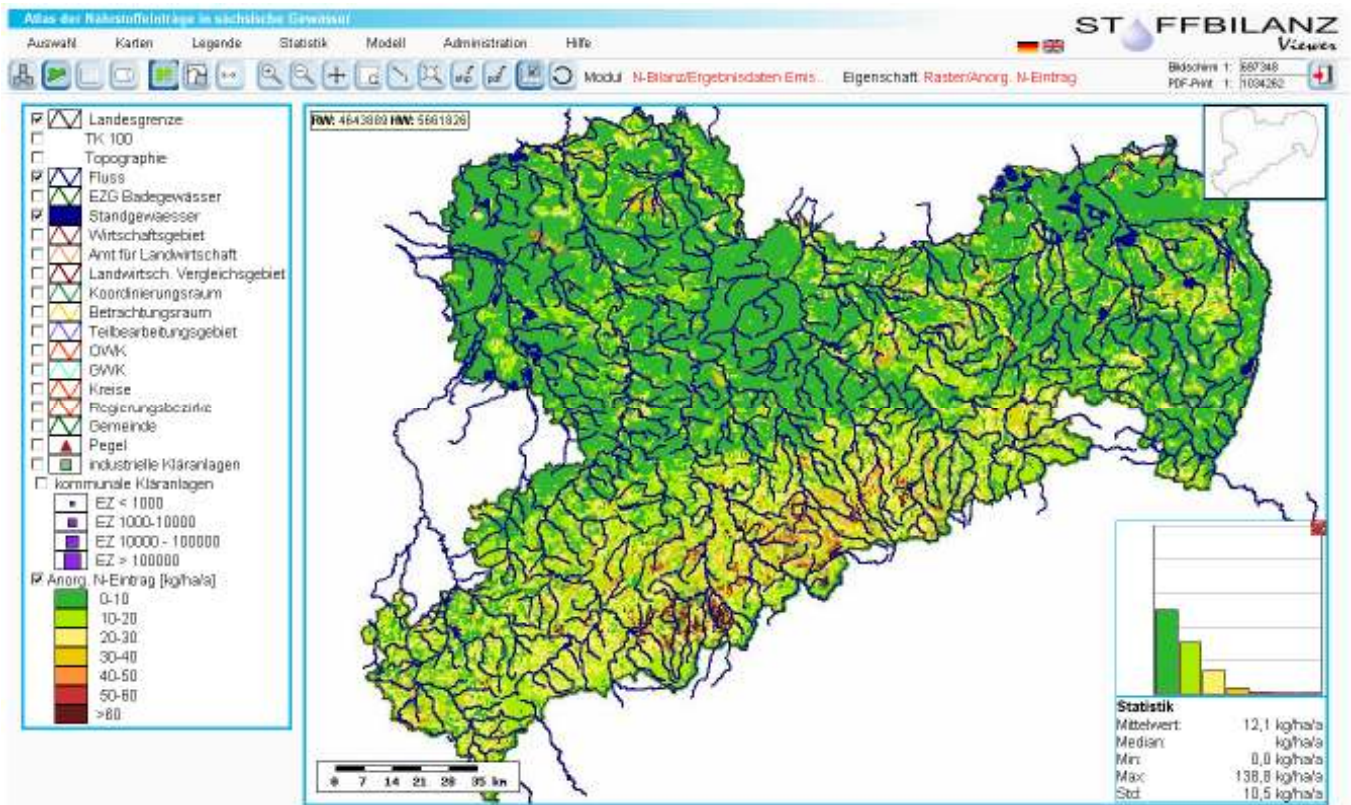 Atlas der Nährstoffeinträge in sächsische Gewässer
STOFFBILANZ
Viewer
Auswahl Karten Legende Statistik Modell Administration Hilfe
Modul N-Bilanz/Ergebnisdaten Emis... Eigenschaft Raster/Anorg. N-Eintrag
Bildschirm 1: 687348
PDF-Print 1: 1034262
RW: 4643889 HW: 5661826
Landesgrenze
TK 100
Topographie
Fluss
EZG Badegewässer
Standgewaesser
Wirtschaftsgebiet
Amt für Landwirtschaft
Landwirtsch. Vergleichsgebiet
Koordinierungsraum
Betrachtungsraum
Teilbearbeitungsgebiet
OWK
GWK
Kreise
Regierungsbezirke
Gemeinde
Pegel
industrielle Kläranlagen
kommunale Kläranlagen
EZ < 1000
EZ 1000-10000
EZ 10000 - 100000
EZ > 100000
Anorg. N-Eintrag [kg/ha/a]
0-10
10-20
20-30
30-40
40-50
50-60
>60
0 7 14 21 28 35 km
Statistik
Mittelwert: 12,1 kg/ha/a
Median: kg/ha/a
Min: 0,0 kg/ha/a
Max: 138,8 kg/ha/a
Std: 10,5 kg/ha/a